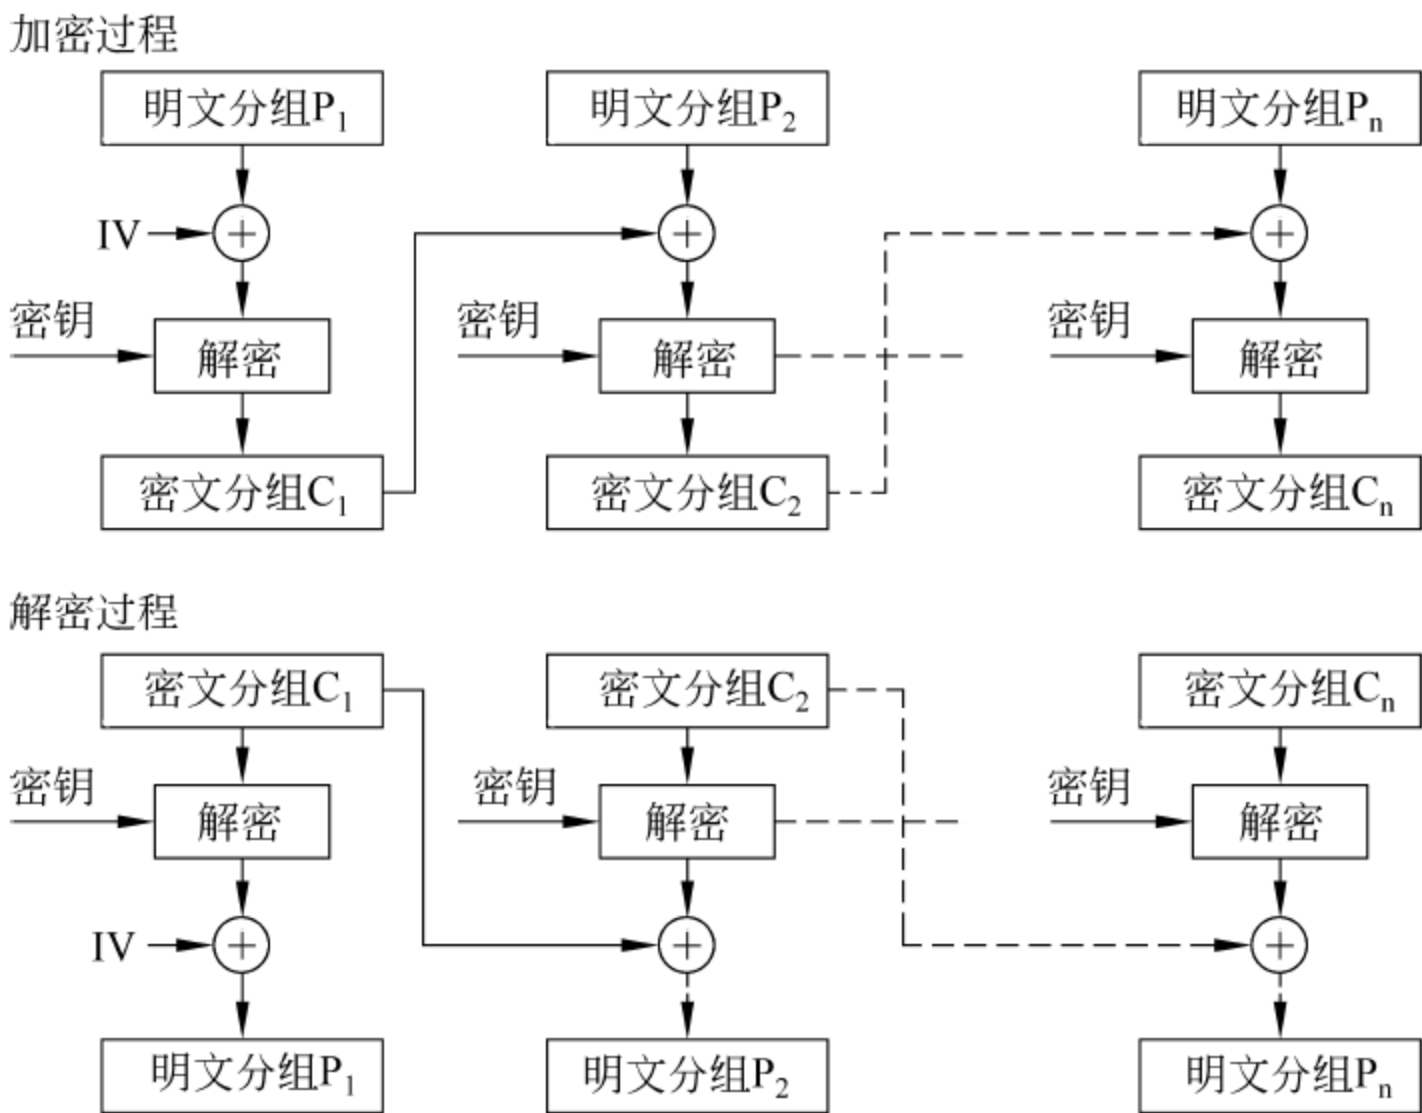 加密过程
明文分组P1 明文分组P2 明文分组Pn
IV
密钥 密钥 密钥
解密 解密 解密
密文分组C1 密文分组C2 密文分组Cn
解密过程
密文分组C1 密文分组C2 密文分组Cn
密钥 密钥 密钥
解密 解密 解密
IV
明文分组P1 明文分组P2 明文分组Pn